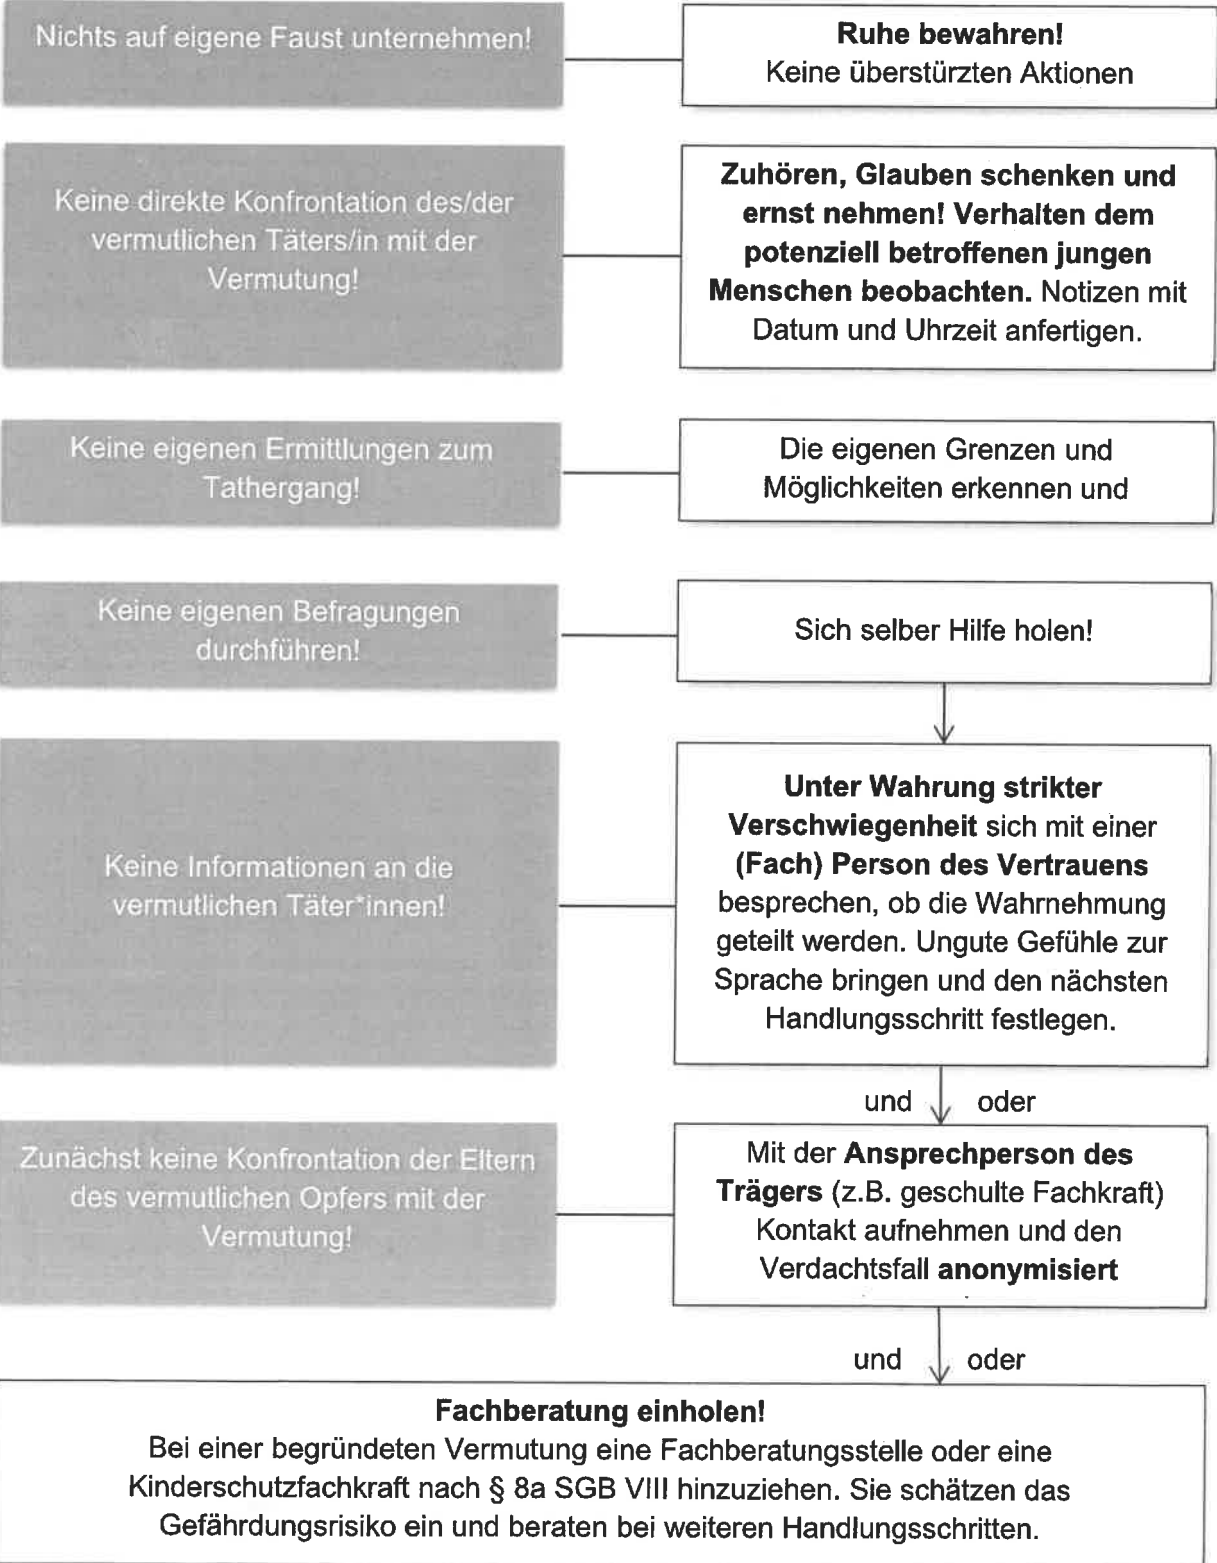 Nichts auf eigene Faust unternehmen!
Ruhe bewahren!
Keine überstürzten Aktionen
Keine direkte Konfrontation des/der
vermutlichen Täters/in mit der
Vermutung!
Zuhören, Glauben schenken und
ernst nehmen! Verhalten dem
potenziell betroffenen jungen
Menschen beobachten. Notizen mit
Datum und Uhrzeit anfertigen.
Keine eigenen Ermittlungen zum
Tathergang!
Die eigenen Grenzen und
Möglichkeiten erkennen und
Keine eigenen Befragungen
durchführen!
Sich selber Hilfe holen!
Keine Informationen an die
vermutlichen Täter*innen!
Unter Wahrung strikter
Verschwiegenheit sich mit einer
(Fach) Person des Vertrauens
besprechen, ob die Wahrnehmung
geteilt werden. Ungute Gefühle zur
Sprache bringen und den nächsten
Handlungsschritt festlegen.
und oder
Zunächst keine Konfrontation der Eltern
des vermutlichen Opfers mit der
Vermutung!
Mit der Ansprechperson des
Trägers (z.B. geschulte Fachkraft)
Kontakt aufnehmen und den
Verdachtsfall anonymisiert
und oder
Fachberatung einholen!
Bei einer begründeten Vermutung eine Fachberatungsstelle oder eine
Kinderschutzfachkraft nach § 8a SGB VIII hinzuziehen. Sie schätzen das
Gefährdungsrisiko ein und beraten bei weiteren Handlungsschritten.